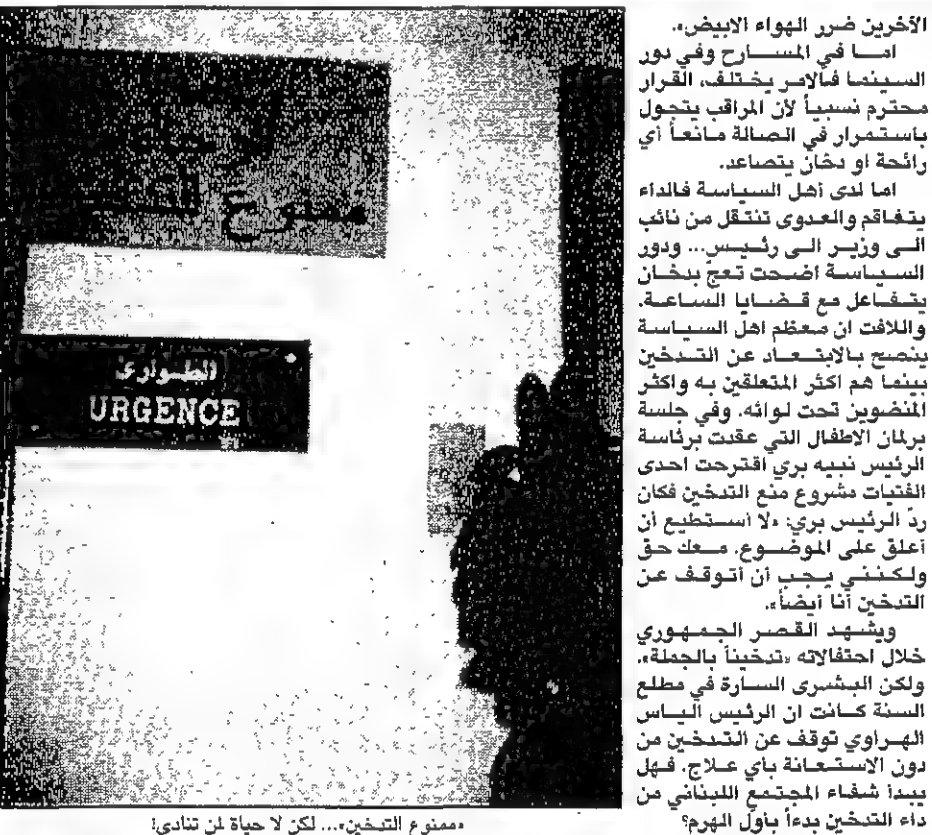 الآخرين ضرر الهواء الابيض».
امـا في المسـارح وفي دور
السينما فالامر يختلف، القرار
محترم نسبياً لأن المراقب يتجول
باستمرار في الصالة مانعاً أي
رائحة او دخان يتصاعد.
اما لدى أهل السياسة فالداء
يتفاقم والعدوى تنتقل من نائب
الى وزير الى رئيس... ودور
السياسة اضحت تعجّ بدخان
يتفاعل مع قضايا الساعة.
واللافت ان معظم اهل السياسة
ينصح بالابتعاد عن التدخين
بينما هم اكثر المتعلقين به واكثر
المنضوين تحت لوائه. وفي جلسة
برلمان الاطفال التي عقدت برئاسة
الرئيس نبيه بري اقترحت احدى
الفتيات مشروع منع التدخين فكان
ردّ الرئيس بري: «لا أستطيع أن
أعلق على الموضوع. معك حق
ولكنني يجب أن أتوقف عن
التدخين أنا أيضاً».
ويشهد القصر الجمهوري
خلال احتفالاته «تدخيناً بالجملة».
ولكن البشرى السارة في مطلع
السنة كانت ان الرئيس الياس
الهراوي توقف عن التدخين من
دون الاستعانة بأي علاج. فهل
يبدأ شفاء المجتمع اللبناني من
داء التدخين بدءاً بأول الهرم؟
ممنوع
الطوارئ
URGENCE
«ممنوع التدخين»... لكن لا حياة لمن تنادي!